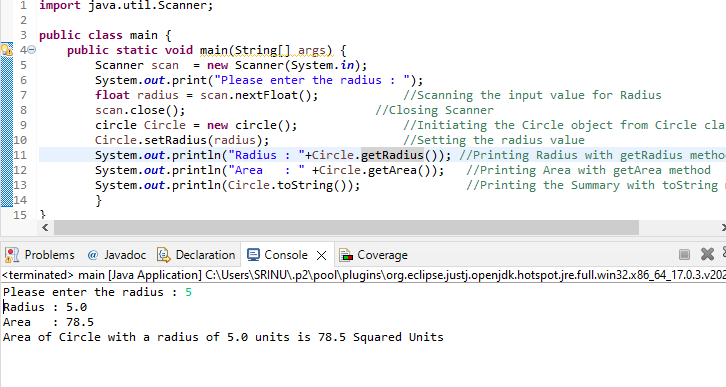 1 import java.util.Scanner;
2
3 public class main {
4 public static void main(String[] args) {
5 Scanner scan  = new Scanner(System.in);
6 System.out.print("Please enter the radius : ");
7 float radius = scan.nextFloat(); //Scanning the input value for Radius
8 scan.close(); //Closing Scanner
9 circle Circle = new circle(); //Initiating the Circle object from Circle cla
10 Circle.setRadius(radius); //Setting the radius value
11 System.out.println("Radius : "+Circle.getRadius()); //Printing Radius with getRadius metho
12 System.out.println("Area   : " +Circle.getArea()); //Printing Area with getArea method
13 System.out.println(Circle.toString()); //Printing the Summary with toString
14 }
15 }
Problems @ Javadoc Declaration Console Coverage
<terminated> main [Java Application] C:\Users\SRINU\.p2\pool\plugins\org.eclipse.justj.openjdk.hotspot.jre.full.win32.x86_64_17.0.3.v202
Please enter the radius : 5
Radius : 5.0
Area   : 78.5
Area of Circle with a radius of 5.0 units is 78.5 Squared Units